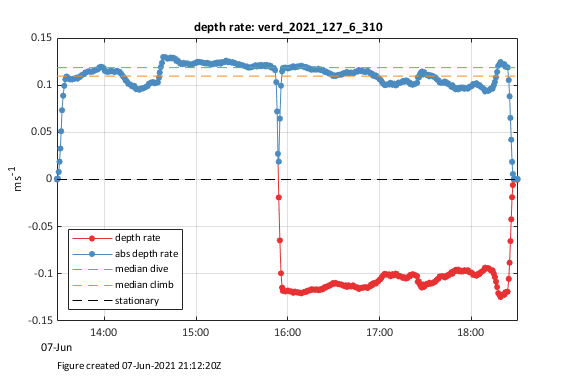 depth rate: verd_2021_127_6_310
0.15
0.1
0.05
0
-0.05
-0.1
-0.15
ms⁻¹
depth rate
abs depth rate
median dive
median climb
stationary
14:00 15:00 16:00 17:00 18:00
07-Jun
Figure created 07-Jun-2021 21:12:20Z